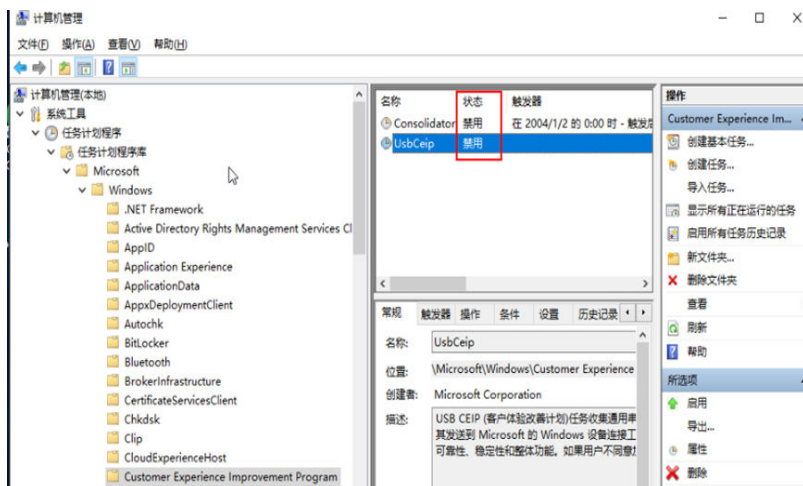 计算机管理
文件(F) 操作(A) 查看(V) 帮助(H)
计算机管理(本地)
系统工具
任务计划程序
任务计划程序库
Microsoft
Windows
.NET Framework
Active Directory Rights Management Services Cl
AppID
Application Experience
ApplicationData
AppxDeploymentClient
Autochk
BitLocker
Bluetooth
BrokerInfrastructure
CertificateServicesClient
Chkdsk
Clip
CloudExperienceHost
Customer Experience Improvement Program
名称 状态 触发器
Consolidator 禁用 在 2004/1/2 的 0:00 时 - 触发后
UsbCeip 禁用
常规 触发器 操作 条件 设置 历史记录
名称: UsbCeip
位置: \Microsoft\Windows\Customer Experience
创建者: Microsoft Corporation
描述: USB CEIP (客户体验改善计划)任务收集通用串
其发送到 Microsoft 的 Windows 设备连接工
可靠性、稳定性和整体功能。如果用户不同意加
操作
Customer Experience Im...
创建基本任务...
创建任务...
导入任务...
显示所有正在运行的任务
启用所有任务历史记录
新文件夹...
删除文件夹
查看
刷新
帮助
所选项
启用
导出...
属性
删除